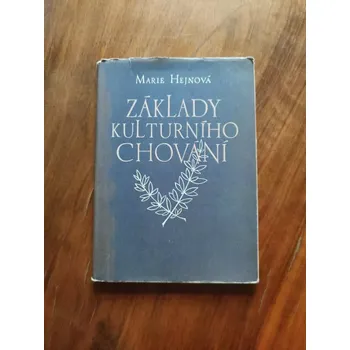 Marie Hejnová
ZÁKLADY
KULTURNÍHO
CHOVÁNÍ